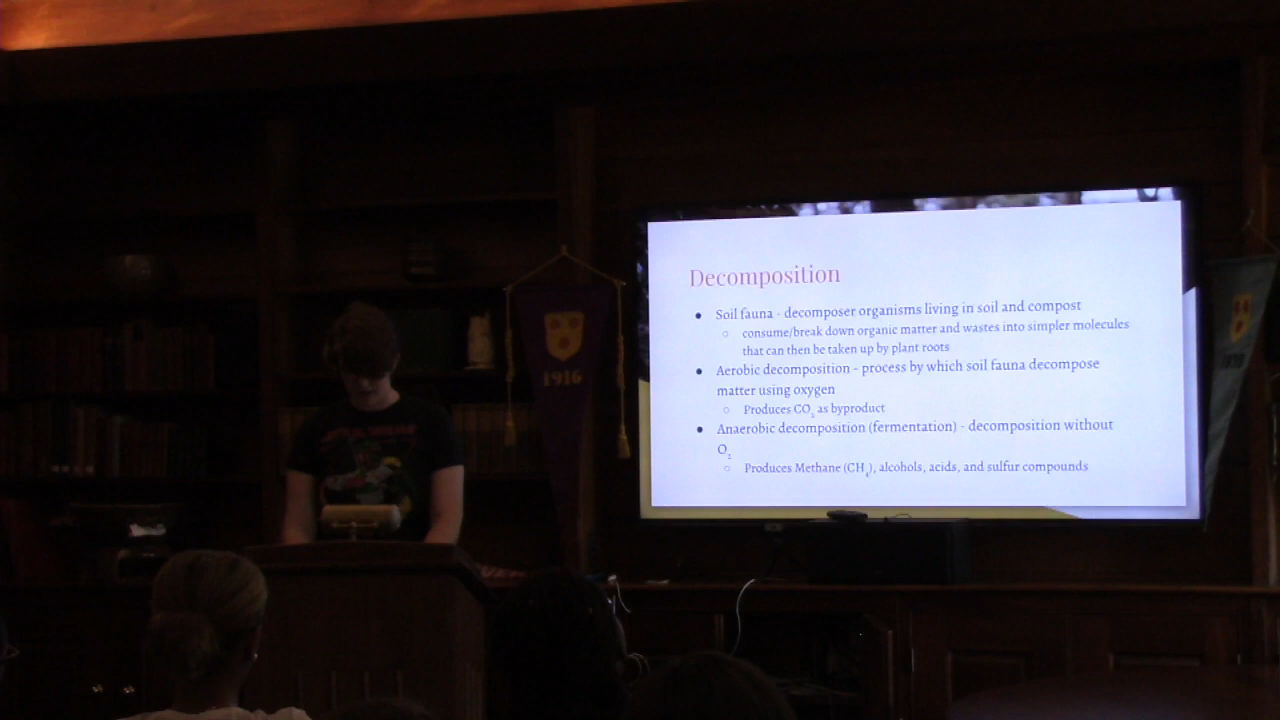 Decomposition
● Soil fauna - decomposer organisms living in soil and compost
○ consume/break down organic matter and wastes into simpler molecules
that can then be taken up by plant roots
● Aerobic decomposition - process by which soil fauna decompose
matter using oxygen
○ Produces CO₂ as byproduct
● Anaerobic decomposition (fermentation) - decomposition without
O₂
○ Produces Methane (CH₄), alcohols, acids, and sulfur compounds
1916